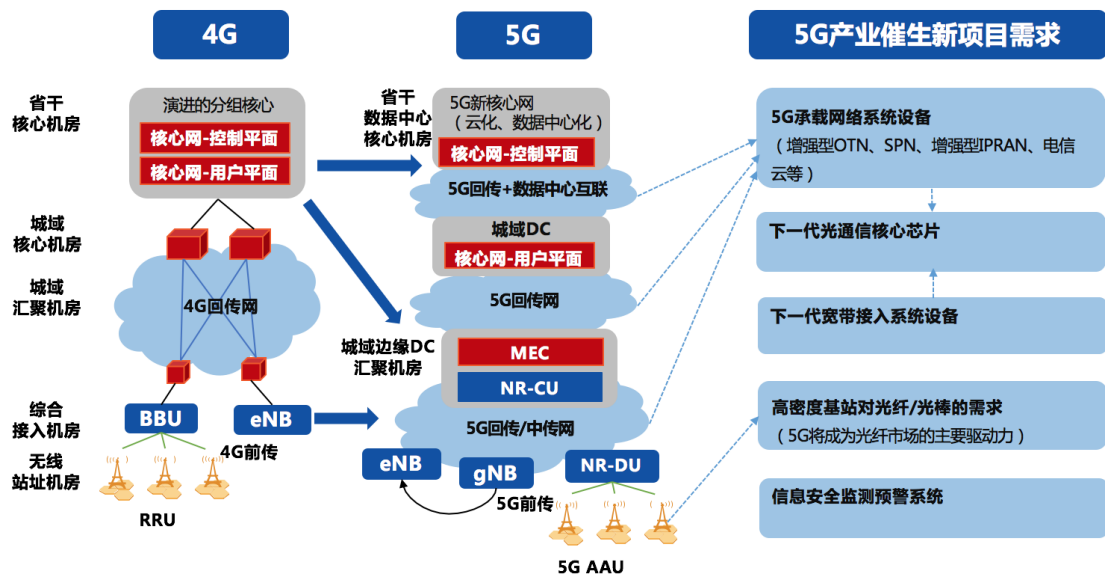 4G
5G
5G产业催生新项目需求
省干
核心机房
演进的分组核心
核心网-控制平面
核心网-用户平面
城域
核心机房
城域
汇聚机房
4G回传网
综合
接入机房
BBU
eNB
4G前传
无线
站址机房
RRU
省干
数据中心
核心机房
5G新核心网
（云化、数据中心化）
核心网-控制平面
5G回传+数据中心互联
城域DC
核心网-用户平面
5G回传网
城域边缘DC
汇聚机房
MEC
NR-CU
5G回传/中传网
eNB
gNB
NR-DU
5G前传
5G AAU
5G承载网络系统设备
（增强型OTN、SPN、增强型IPRAN、电信
云等）
下一代光通信核心芯片
下一代宽带接入系统设备
高密度基站对光纤/光棒的需求
（5G将成为光纤市场的主要驱动力）
信息安全监测预警系统